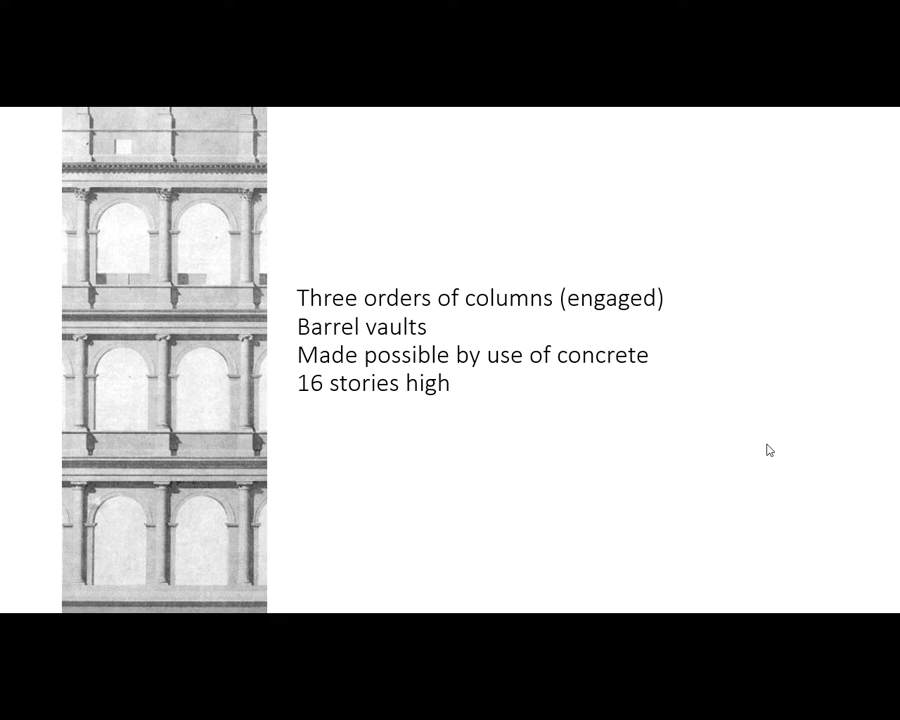 Three orders of columns (engaged)
Barrel vaults
Made possible by use of concrete
16 stories high